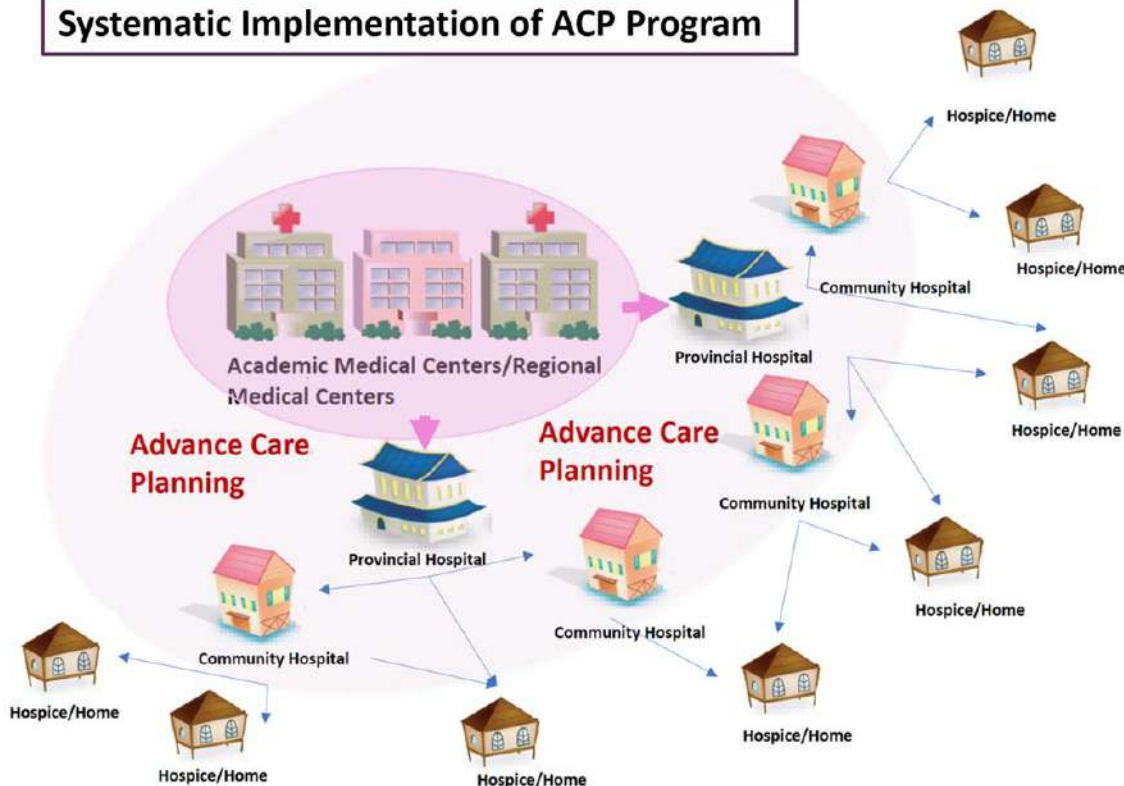 Systematic Implementation of ACP Program
Hospice/Home
Hospice/Home
Community Hospital
Provincial Hospital
Academic Medical Centers/Regional
Medical Centers
Hospice/Home
Advance Care
Planning
Advance Care
Planning
Community Hospital
Provincial Hospital
Hospice/Home
Community Hospital
Community Hospital
Hospice/Home
Hospice/Home
Hospice/Home
Hospice/Home